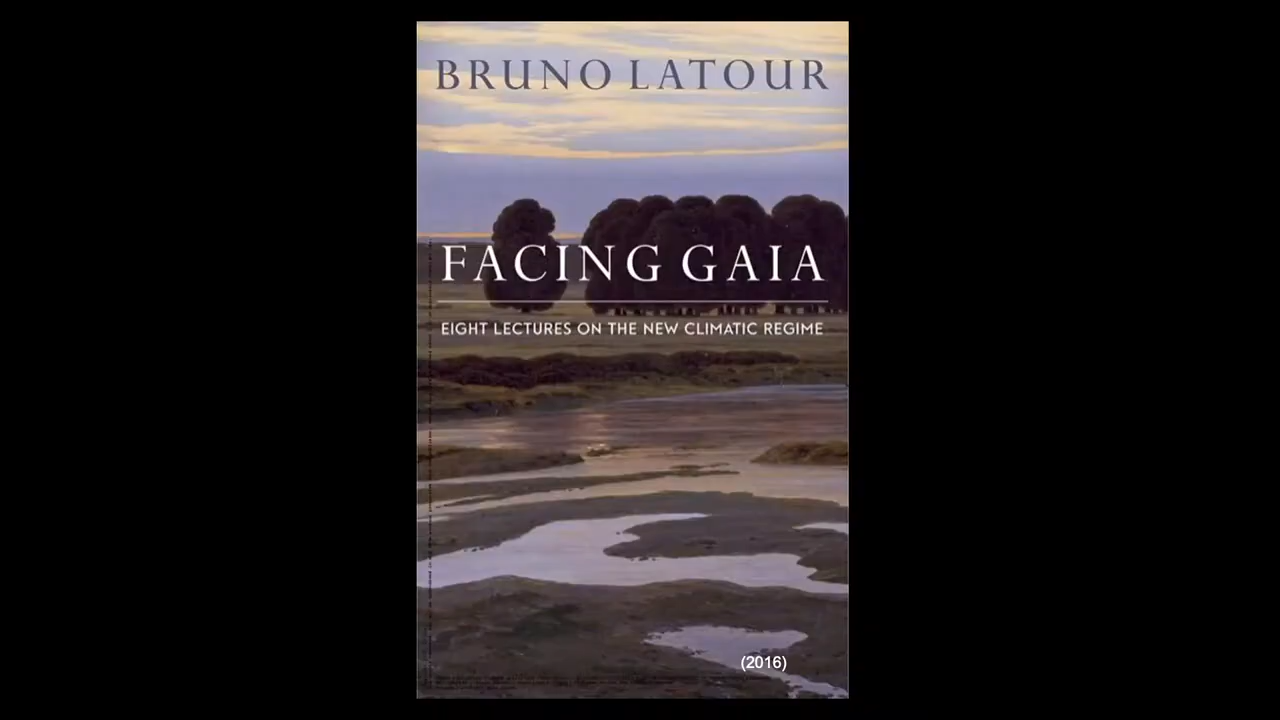 BRUNO LATOUR
FACING GAIA
EIGHT LECTURES ON THE NEW CLIMATIC REGIME
(2016)